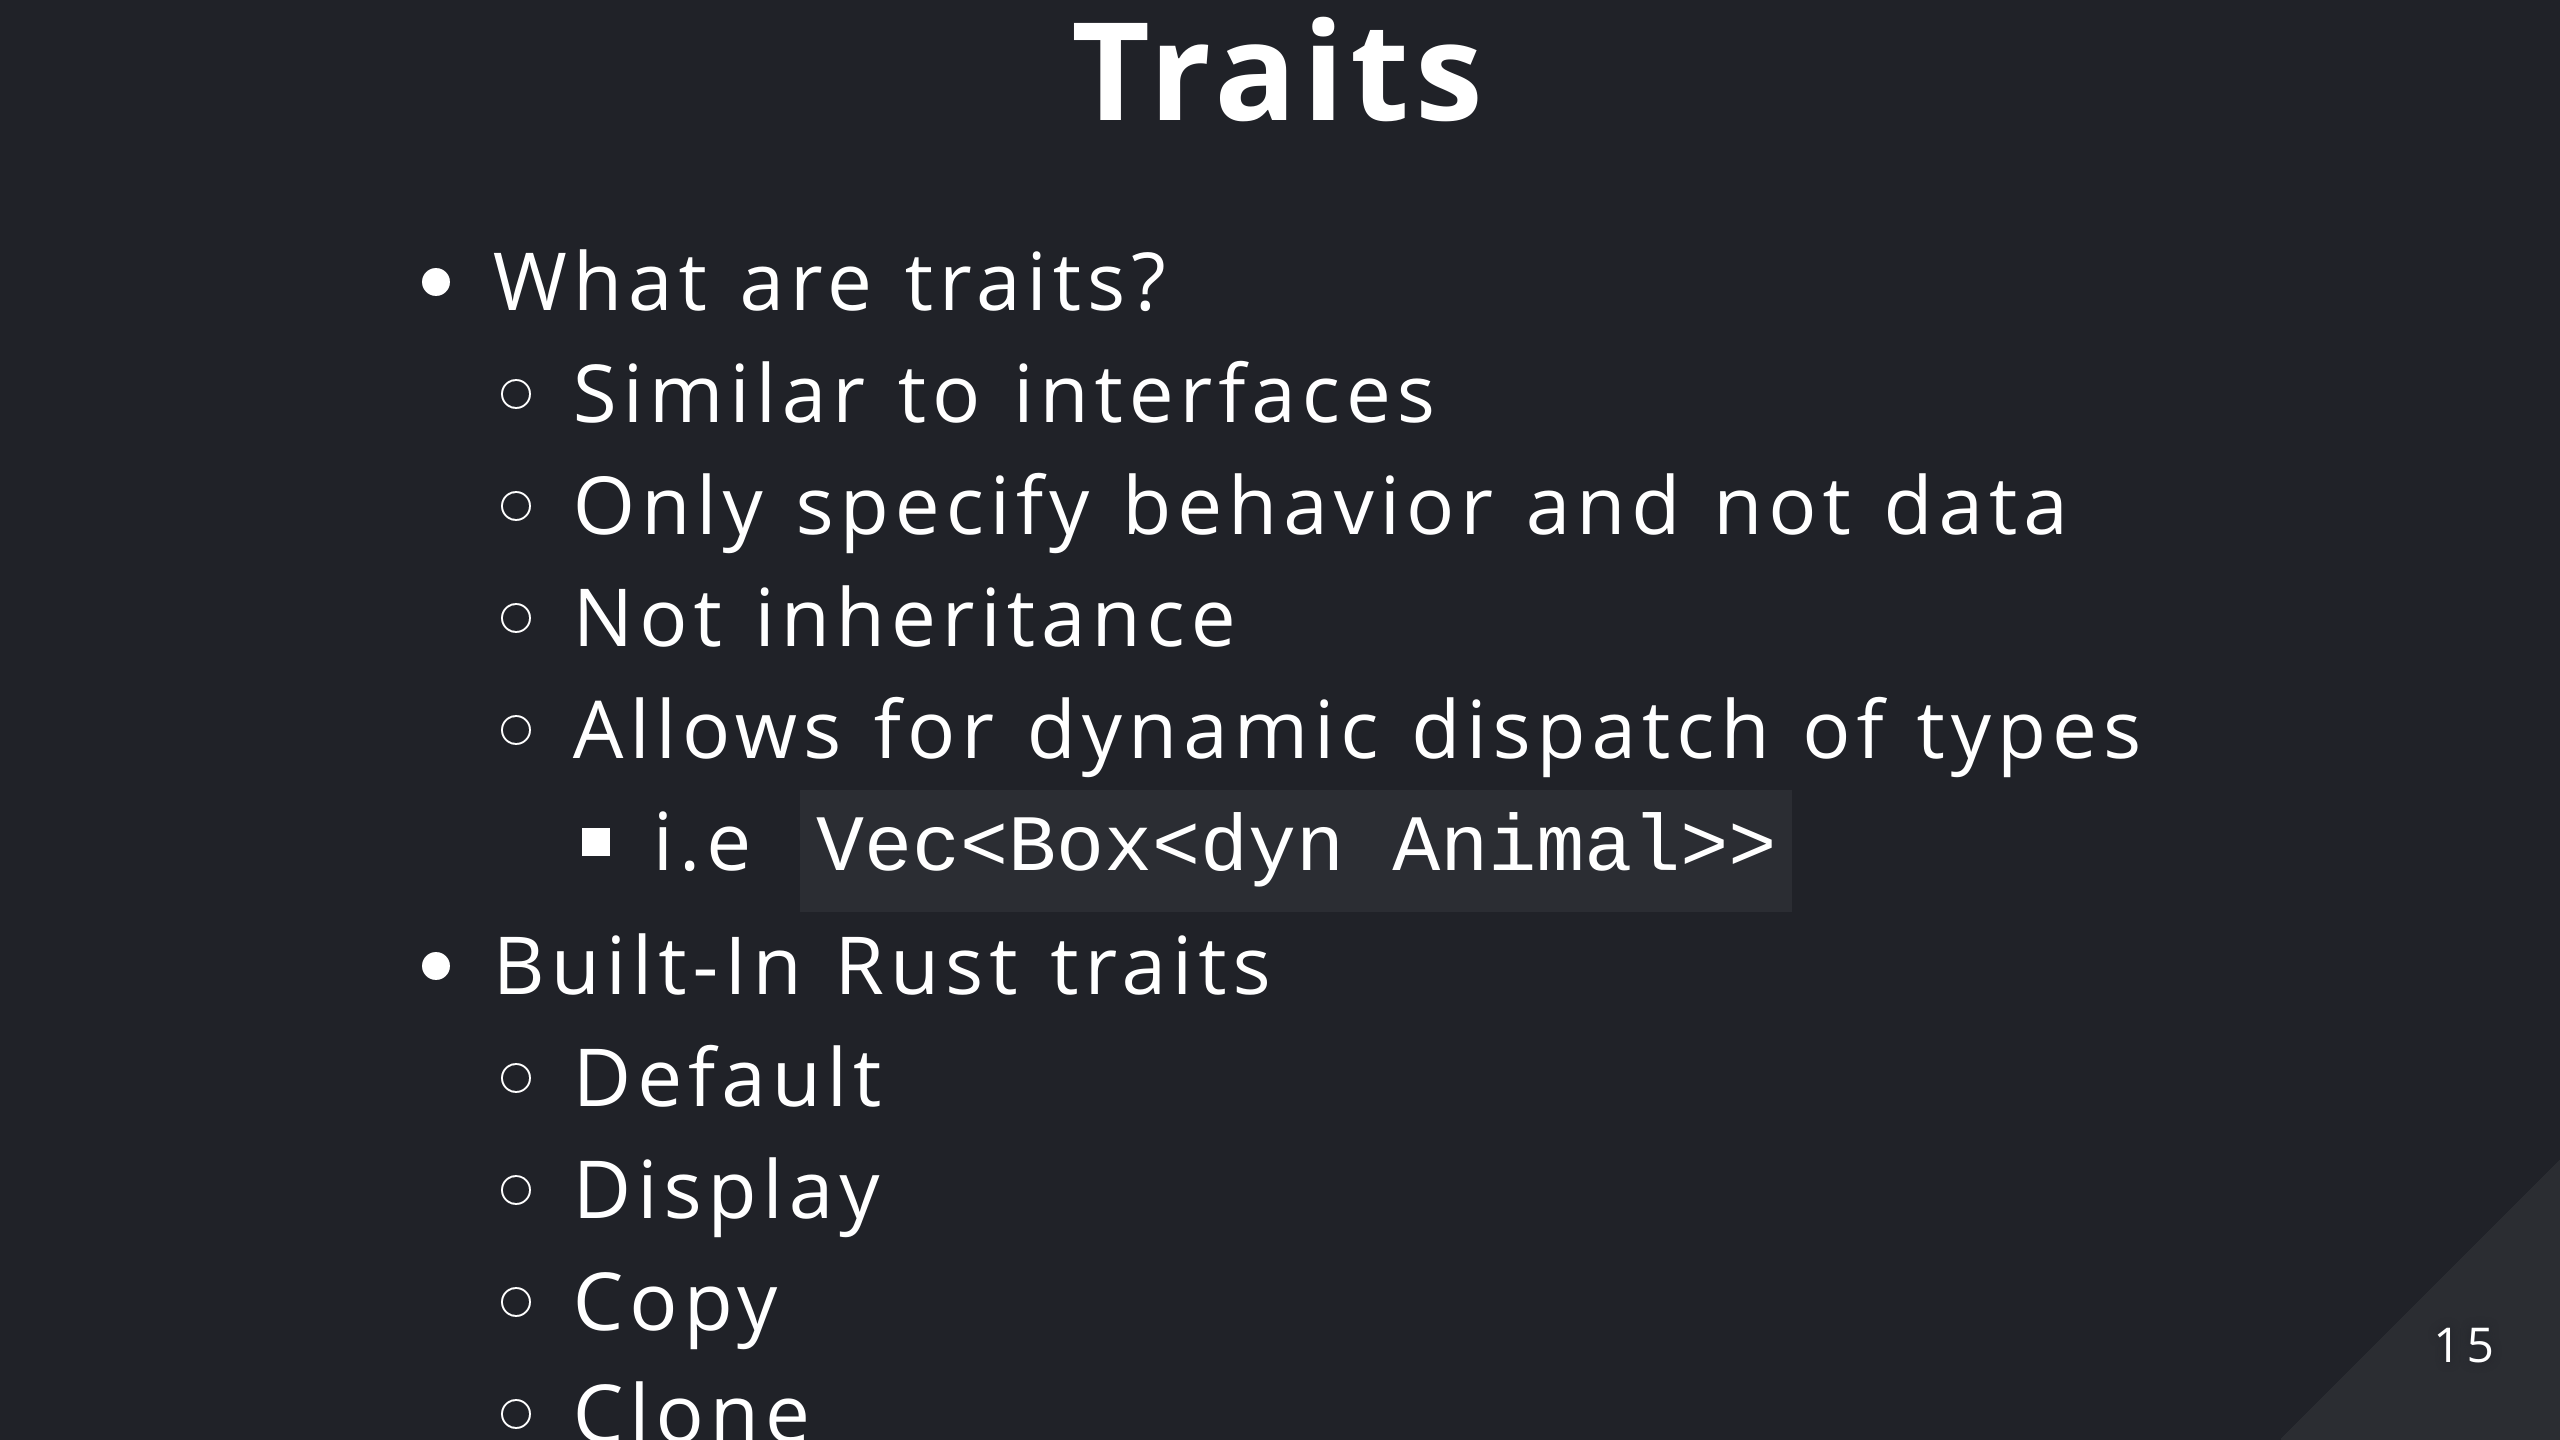 Traits
What are traits?
Similar to interfaces
Only specify behavior and not data
Not inheritance
Allows for dynamic dispatch of types
i.e Vec<Box<dyn Animal>>
Built-In Rust traits
Default
Display
Copy
Clone
15